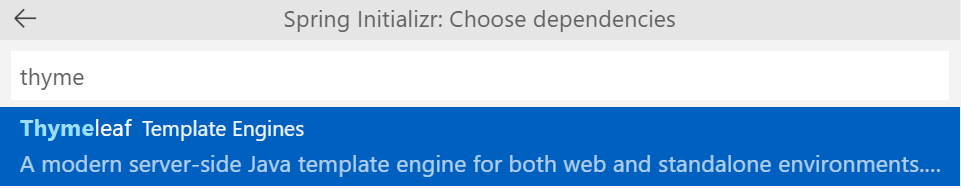 Spring Initializr: Choose dependencies
thyme
Thymeleaf Template Engines
A modern server-side Java template engine for both web and standalone environments....